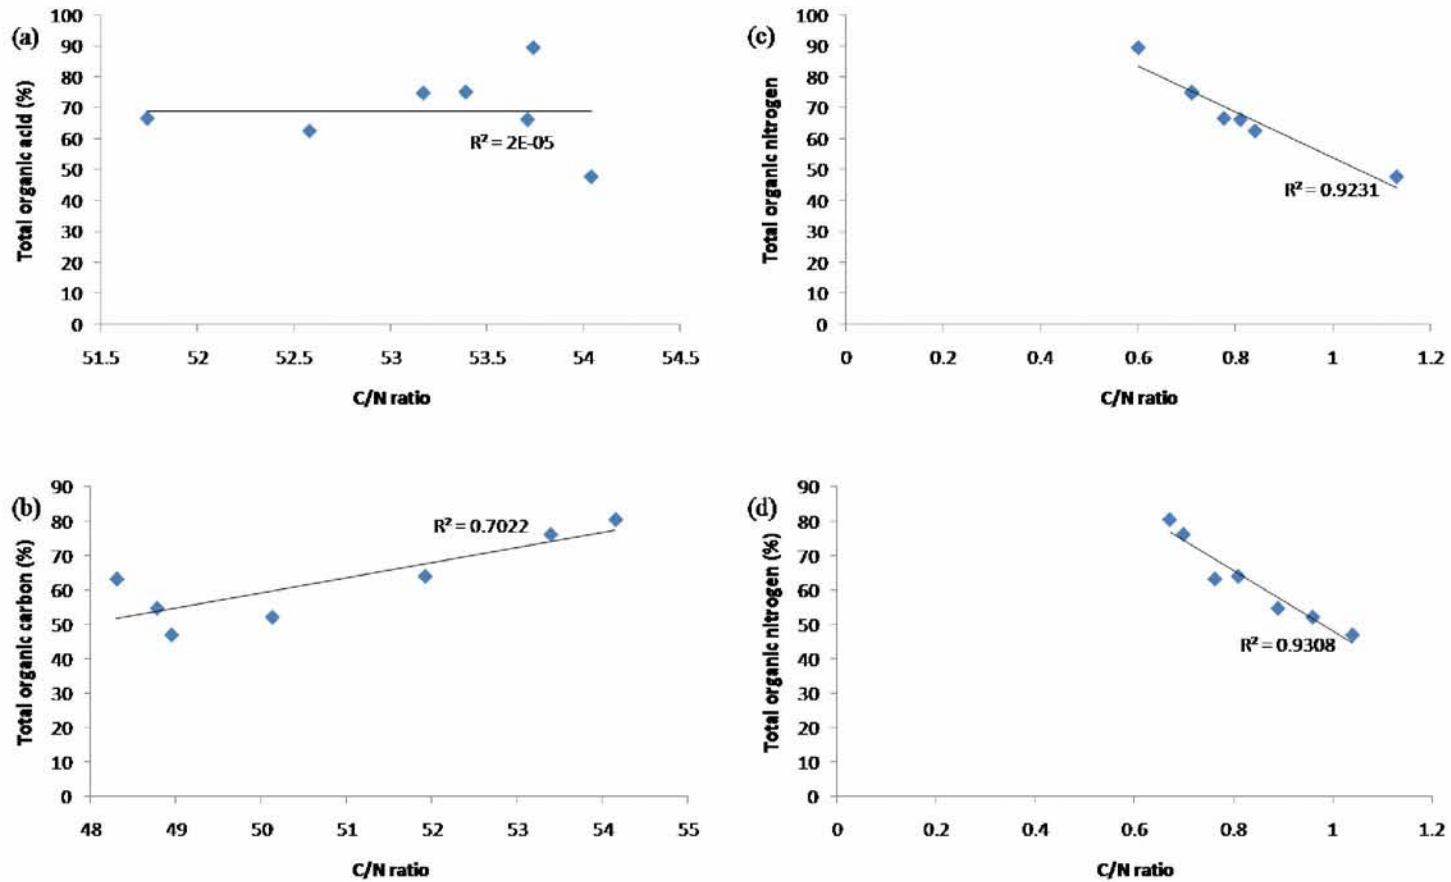 (a)
100
90
80
70
60
50
40
30
20
10
0
Total organic acid (%)
R² = 2E-05
51.5 52 52.5 53 53.5 54 54.5
C/N ratio
(c)
100
90
80
70
60
50
40
30
20
10
0
Total organic nitrogen
R² = 0.9231
0 0.2 0.4 0.6 0.8 1 1.2
C/N ratio
(b)
90
80
70
60
50
40
30
20
10
0
Total organic carbon (%)
R² = 0.7022
48 49 50 51 52 53 54 55
C/N ratio
(d)
90
80
70
60
50
40
30
20
10
0
Total organic nitrogen (%)
R² = 0.9308
0 0.2 0.4 0.6 0.8 1 1.2
C/N ratio